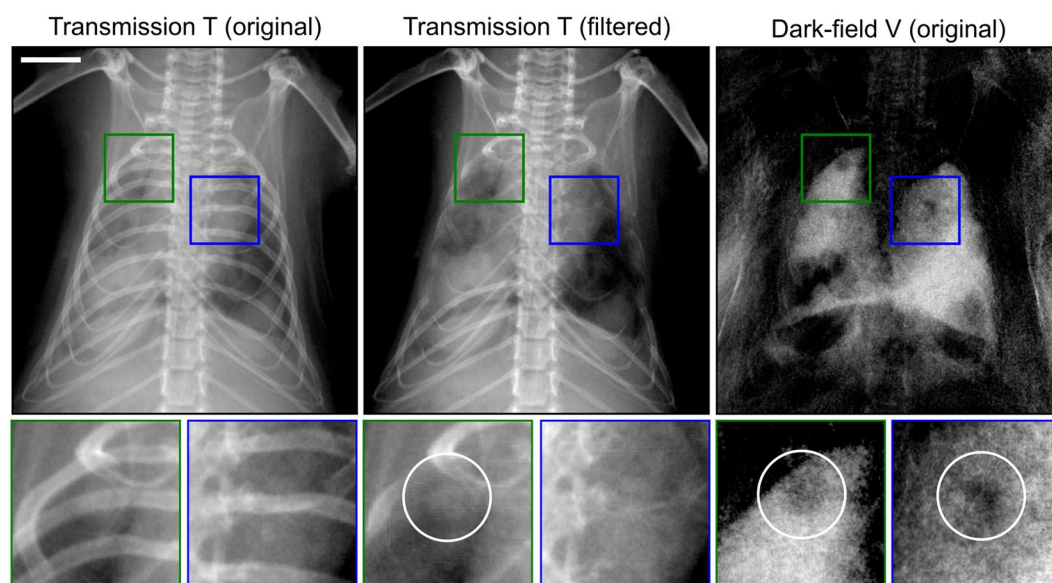 Transmission T (original)
Transmission T (filtered)
Dark-field V (original)